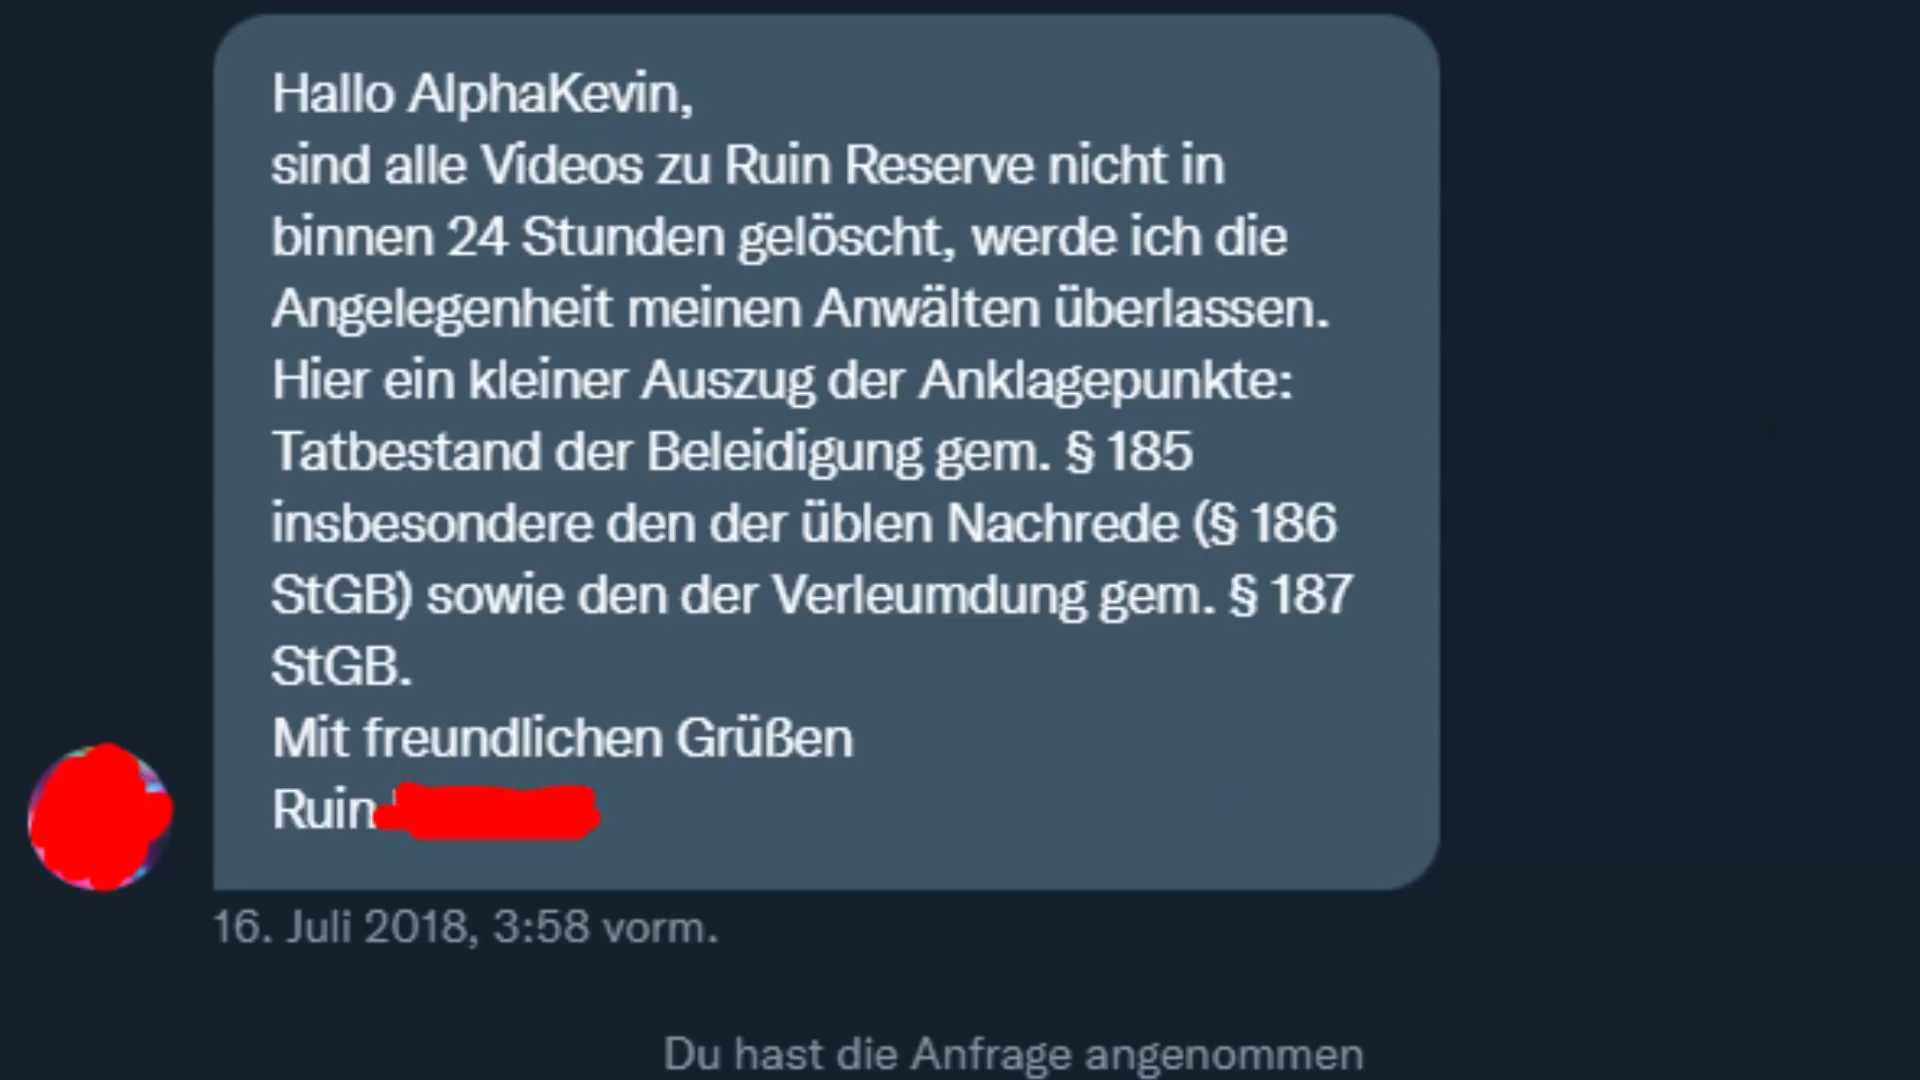 Hallo AlphaKevin,
sind alle Videos zu Ruin Reserve nicht in
binnen 24 Stunden gelöscht, werde ich die
Angelegenheit meinen Anwälten überlassen.
Hier ein kleiner Auszug der Anklagepunkte:
Tatbestand der Beleidigung gem. § 185
insbesondere den der üblen Nachrede (§ 186
StGB) sowie den der Verleumdung gem. § 187
StGB.
Mit freundlichen Grüßen
Ruin
16. Juli 2018, 3:58 vorm.
Du hast die Anfrage angenommen